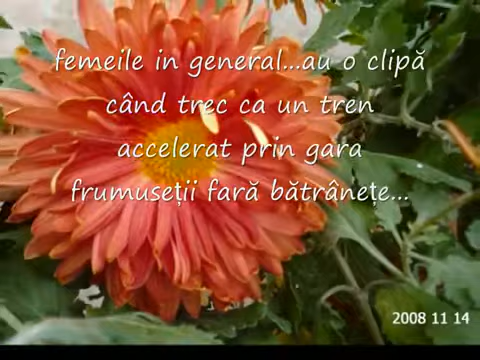 femeile in general...au o clipă
când trec ca un tren
accelerat prin gara
frumuseții fară bătrânețe...
2008 11 14